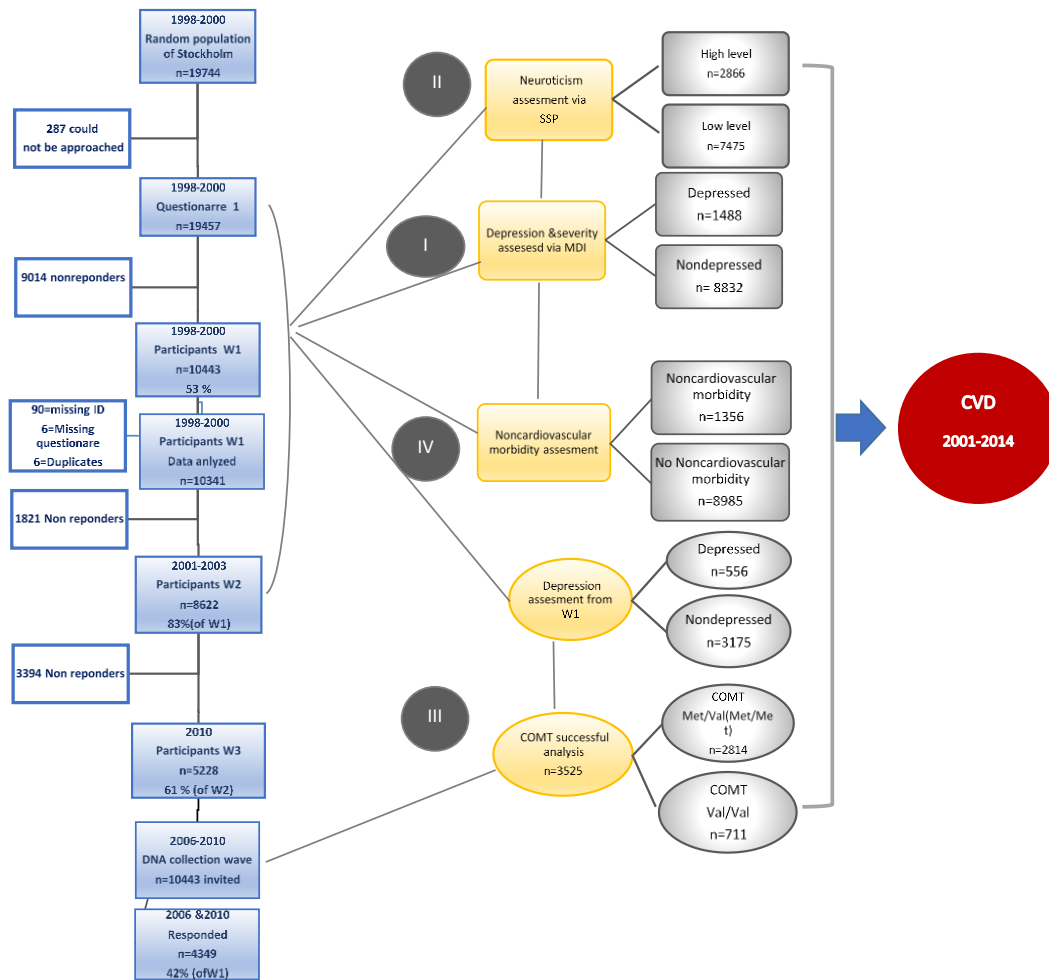 1998-2000
Random population
of Stockholm
n=19744
287 could
not be approached
1998-2000
Questionarre 1
n=19457
9014 nonreponders
1998-2000
Participants W1
n=10443
53 %
90=missing ID
6=Missing
questionare
6=Duplicates
1998-2000
Participants W1
Data anlyzed
n=10341
1821 Non reponders
2001-2003
Participants W2
n=8622
83%(of W1)
3394 Non reponders
2010
Participants W3
n=5228
61 % (of W2)
2006-2010
DNA collection wave
n=10443 invited
2006 &2010
Responded
n=4349
42% (ofW1)
II
Neuroticism
assesment via
SSP
High level
n=2866
Low level
n=7475
I
Depression &severity
assesesd via MDI
Depressed
n=1488
Nondepressed
n= 8832
IV
Noncardiovascular
morbidity assesment
Noncardiovascular
morbidity
n=1356
No Noncardiovascular
morbidity
n=8985
Depression
assesment from
W1
Depressed
n=556
Nondepressed
n=3175
III
COMT successful
analysis
n=3525
COMT
Met/Val(Met/Me
t)
n=2814
COMT
Val/Val
n=711
CVD
2001-2014